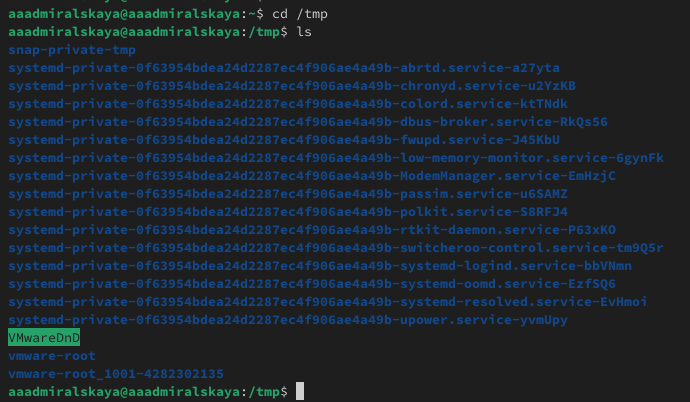 aaadmiralskaya@aaadmiralskaya:~$ cd /tmp
aaadmiralskaya@aaadmiralskaya:/tmp$ ls
snap-private-tmp
systemd-private-0f63954bdea24d2287ec4f906ae4a49b-abrtd.service-a27yta
systemd-private-0f63954bdea24d2287ec4f906ae4a49b-chronyd.service-u2YzKB
systemd-private-0f63954bdea24d2287ec4f906ae4a49b-colord.service-ktTNdk
systemd-private-0f63954bdea24d2287ec4f906ae4a49b-dbus-broker.service-RkQs56
systemd-private-0f63954bdea24d2287ec4f906ae4a49b-fwupd.service-J45KbU
systemd-private-0f63954bdea24d2287ec4f906ae4a49b-low-memory-monitor.service-6gynFk
systemd-private-0f63954bdea24d2287ec4f906ae4a49b-ModemManager.service-EmHzjC
systemd-private-0f63954bdea24d2287ec4f906ae4a49b-passim.service-u6SAMZ
systemd-private-0f63954bdea24d2287ec4f906ae4a49b-polkit.service-S8RFJ4
systemd-private-0f63954bdea24d2287ec4f906ae4a49b-rtkit-daemon.service-P63xKO
systemd-private-0f63954bdea24d2287ec4f906ae4a49b-switcheroo-control.service-tm9Q5r
systemd-private-0f63954bdea24d2287ec4f906ae4a49b-systemd-logind.service-bbVNmn
systemd-private-0f63954bdea24d2287ec4f906ae4a49b-systemd-oomd.service-EzfSQ6
systemd-private-0f63954bdea24d2287ec4f906ae4a49b-systemd-resolved.service-EvHmoi
systemd-private-0f63954bdea24d2287ec4f906ae4a49b-upower.service-yvmUpy
VMwareDnD
vmware-root
vmware-root_1001-4282302135
aaadmiralskaya@aaadmiralskaya:/tmp$